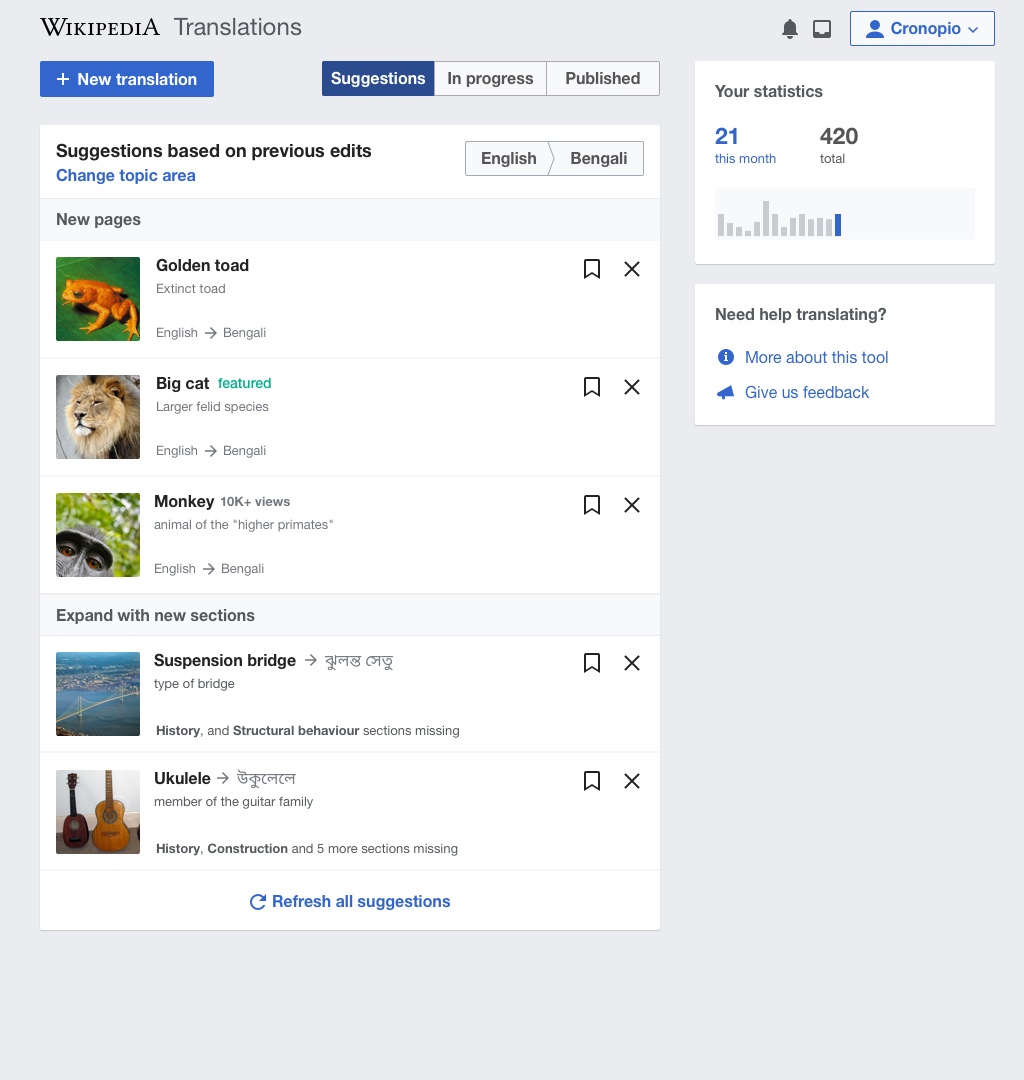 WIKIPEDIA Translations
Cronopio
+ New translation
Suggestions
In progress
Published
Suggestions based on previous edits
Change topic area
English
Bengali
New pages
Golden toad
Extinct toad
English → Bengali
Big cat featured
Larger felid species
English → Bengali
Monkey 10K+ views
animal of the "higher primates"
English → Bengali
Expand with new sections
Suspension bridge → ঝুলন্ত সেতু
type of bridge
History, and Structural behaviour sections missing
Ukulele → উকুলেলে
member of the guitar family
History, Construction and 5 more sections missing
Refresh all suggestions
Your statistics
21 420
this month total
Need help translating?
More about this tool
Give us feedback